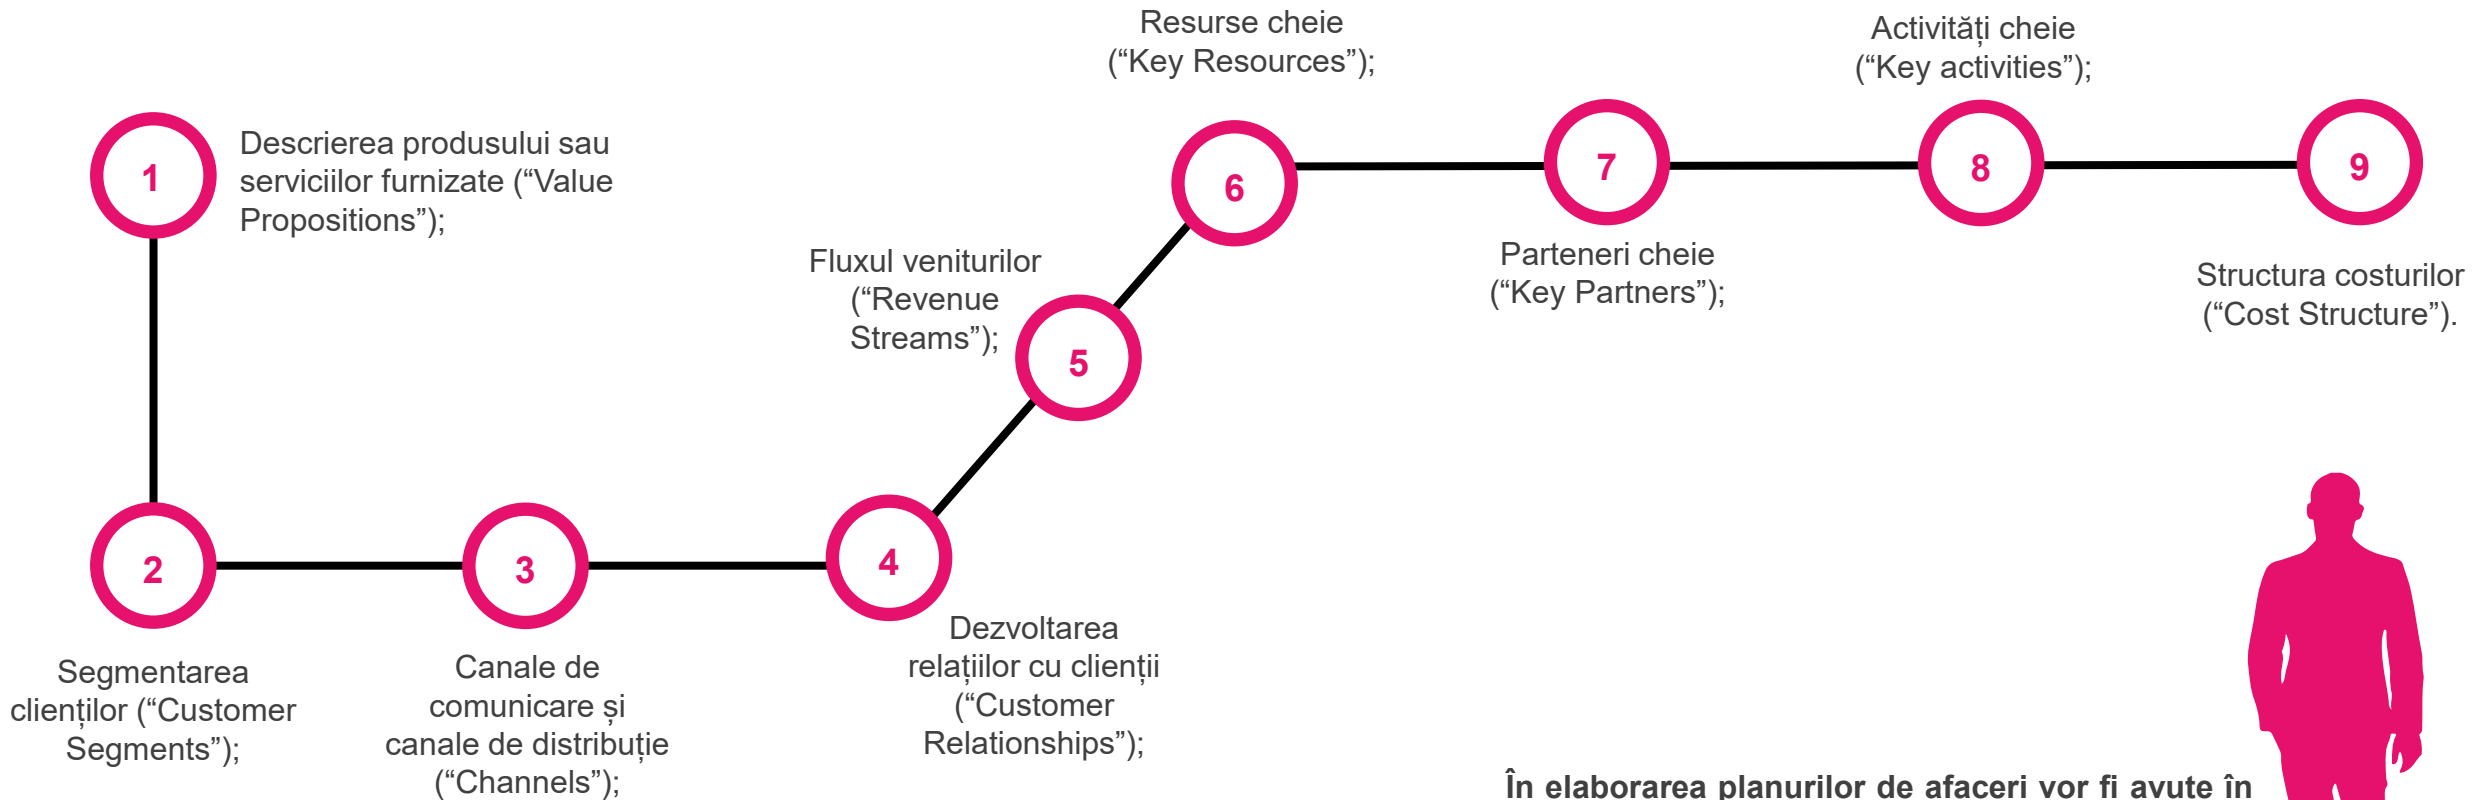 1
Descrierea produsului sau
serviciilor furnizate (“Value
Propositions”);
2
Segmentarea
clienților (“Customer
Segments”);
3
Canale de
comunicare și
canale de distribuție
(“Channels”);
4
Dezvoltarea
relațiilor cu clienții
(“Customer
Relationships”);
5
Fluxul veniturilor
(“Revenue
Streams”);
6
Resurse cheie
(“Key Resources”);
7
Parteneri cheie
(“Key Partners”);
8
Activități cheie
(“Key activities”);
9
Structura costurilor
(“Cost Structure”).
În elaborarea planurilor de afaceri vor fi avute în